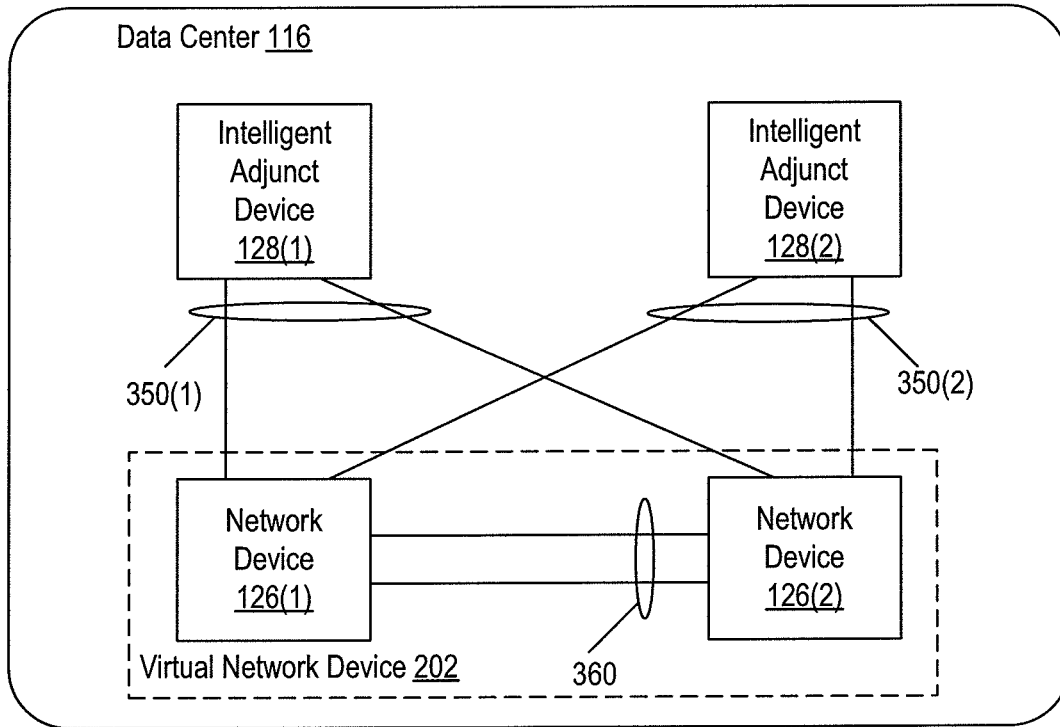 Data Center 116
Intelligent
Adjunct
Device
128(1)
Intelligent
Adjunct
Device
128(2)
350(1)
350(2)
Network
Device
126(1)
Network
Device
126(2)
Virtual Network Device 202
360